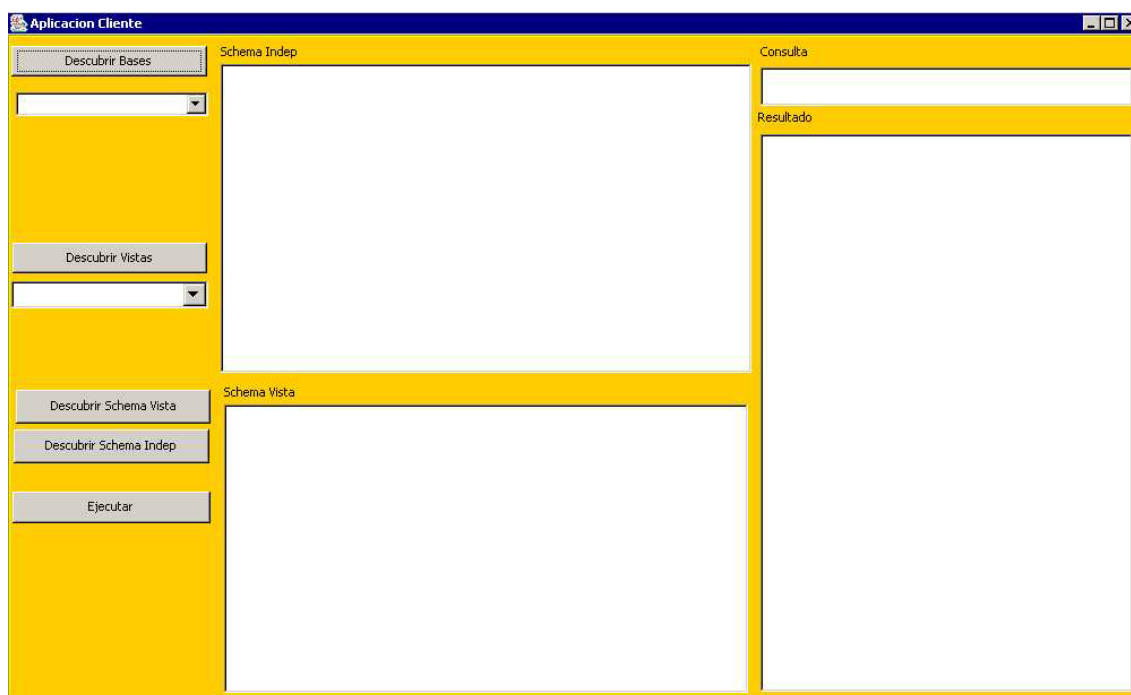 Aplicacion Cliente
Descubrir Bases
Schema Indep
Consulta
Resultado
Descubrir Vistas
Schema Vista
Descubrir Schema Vista
Descubrir Schema Indep
Ejecutar